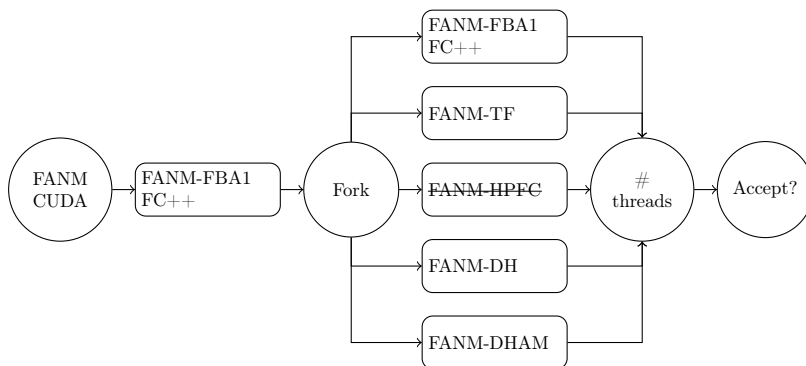 FANM-FBA1
FC++
FANM-TF
FANM
CUDA
FANM-FBA1
FC++
Fork
FANM-HPFC
#
threads
Accept?
FANM-DH
FANM-DHAM